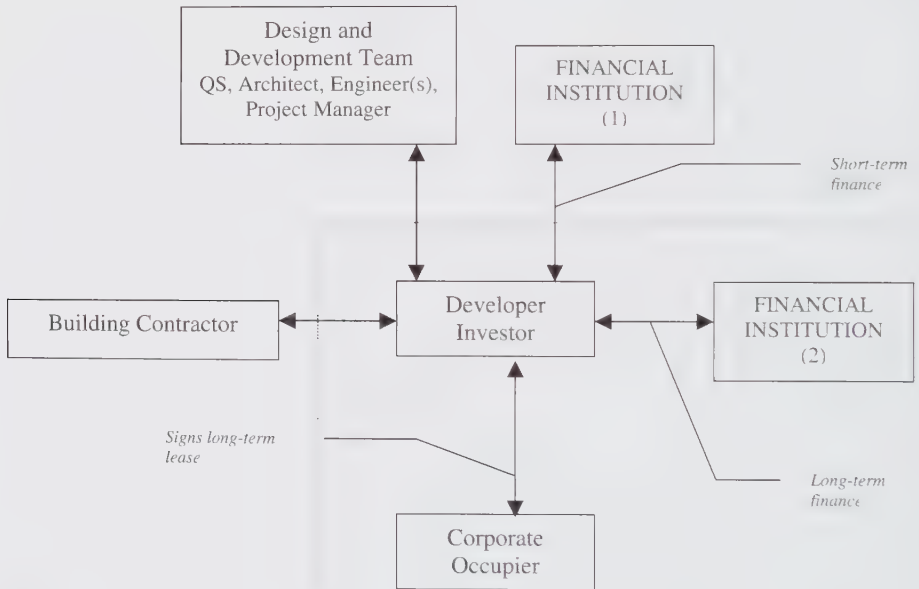 Design and
Development Team
QS, Architect, Engineer(s),
Project Manager
FINANCIAL
INSTITUTION
(1)
Short-term
finance
Building Contractor
Developer
Investor
FINANCIAL
INSTITUTION
(2)
Signs long-term
lease
Long-term
finance
Corporate
Occupier